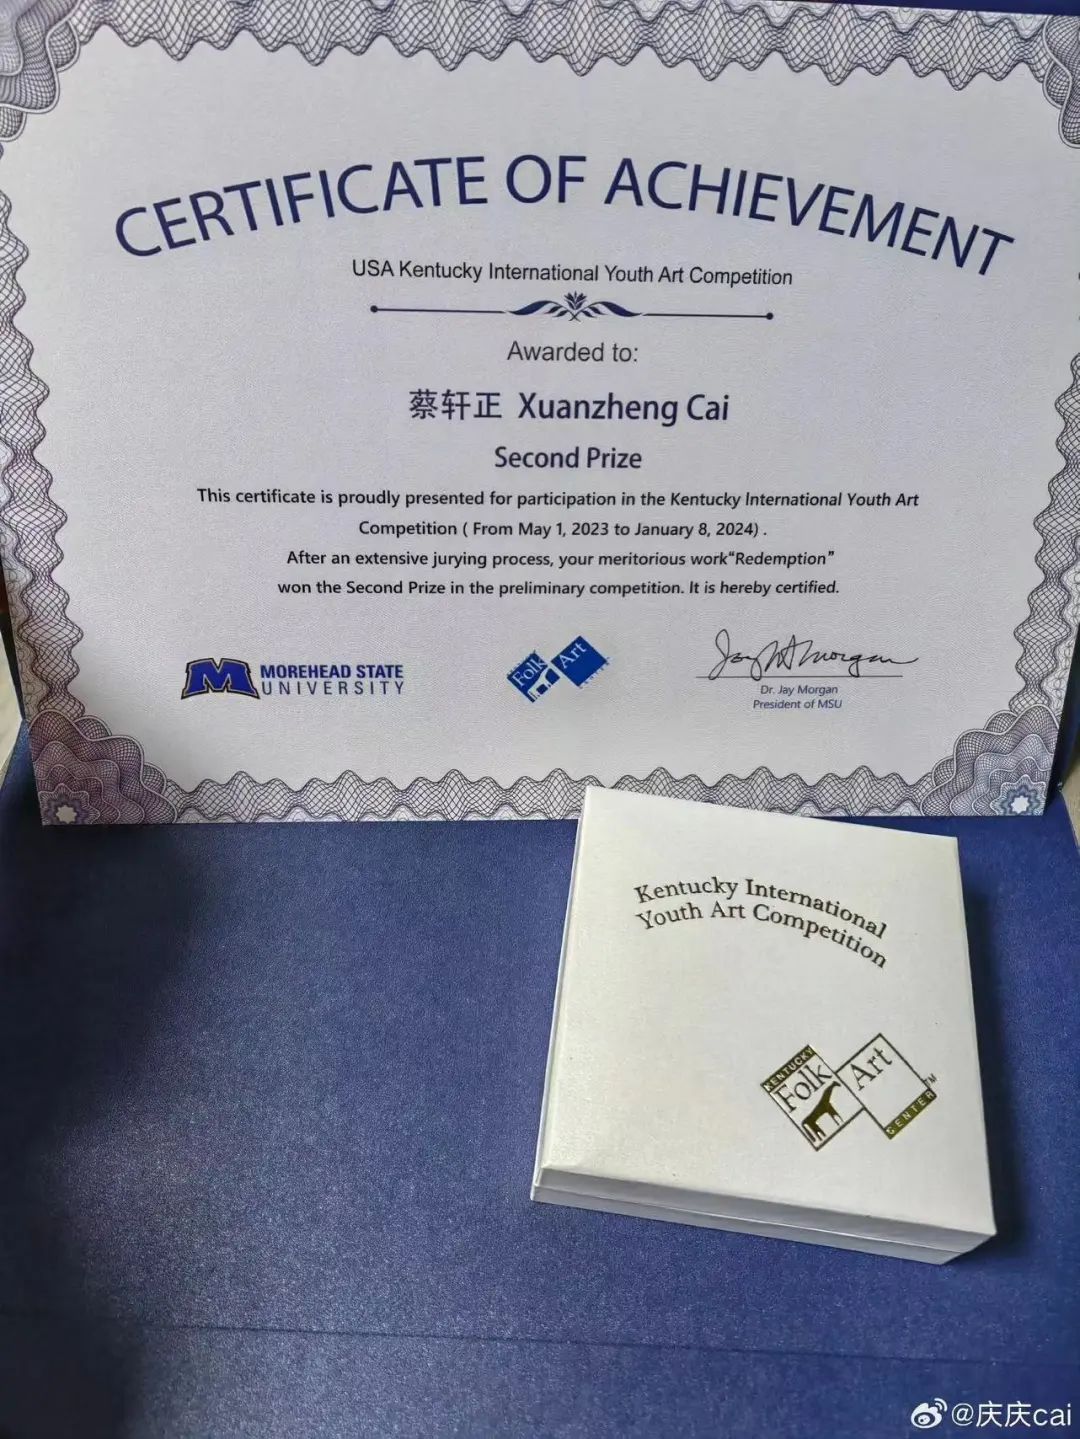 CERTIFICATE OF ACHIEVEMENT
USA Kentucky International Youth Art Competition
Awarded to:
蔡轩正 Xuanzheng Cai
Second Prize
This certificate is proudly presented for participation in the Kentucky International Youth Art
Competition ( From May 1, 2023 to January 8, 2024) .
After an extensive jurying process, your meritorious work“Redemption”
won the Second Prize in the preliminary competition. It is hereby certified.
MOREHEAD STATE
UNIVERSITY
Folk Art
Jay Morgan
Dr. Jay Morgan
President of MSU
Kentucky International
Youth Art Competition
KENTUCKY
Folk Art
CENTER™
@庆庆cai